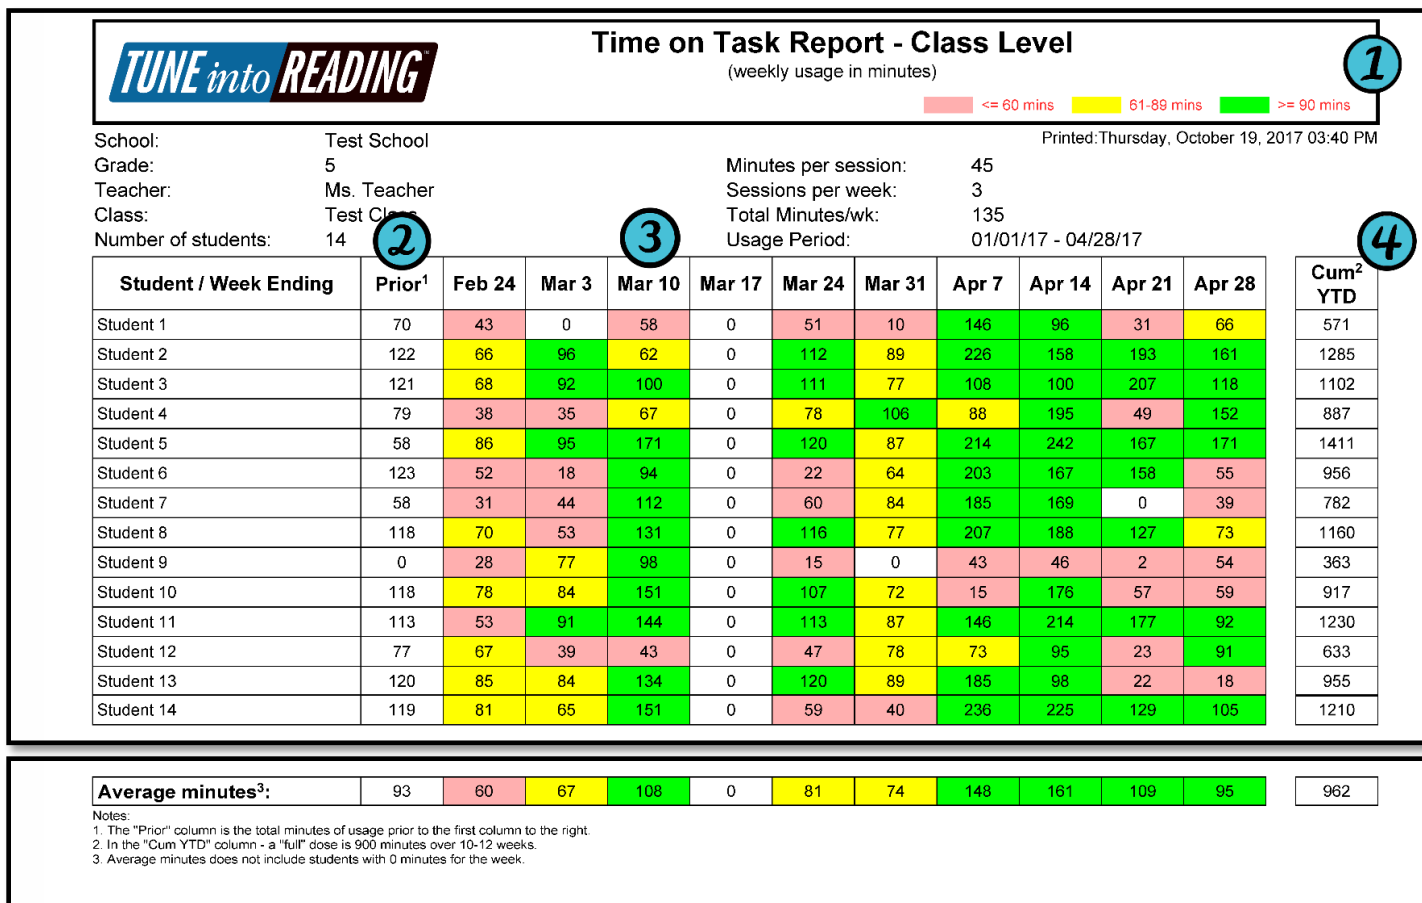 TUNE into READING™
Time on Task Report - Class Level
(weekly usage in minutes)
1
<= 60 mins 61-89 mins >= 90 mins
Printed:Thursday, October 19, 2017 03:40 PM
School: Test School
Grade: 5 Minutes per session: 45
Teacher: Ms. Teacher Sessions per week: 3
Class: Test Class Total Minutes/wk: 135
Number of students: 14 Usage Period: 01/01/17 - 04/28/17
2 3 4
Student / Week Ending Prior¹ Feb 24 Mar 3 Mar 10 Mar 17 Mar 24 Mar 31 Apr 7 Apr 14 Apr 21 Apr 28 Cum² YTD
Student 1 70 43 0 58 0 51 10 146 96 31 66 571
Student 2 122 66 96 62 0 112 89 226 158 193 161 1285
Student 3 121 68 92 100 0 111 77 108 100 207 118 1102
Student 4 79 38 35 67 0 78 106 88 195 49 152 887
Student 5 58 86 95 171 0 120 87 214 242 167 171 1411
Student 6 123 52 18 94 0 22 64 203 167 158 55 956
Student 7 58 31 44 112 0 60 84 185 169 0 39 782
Student 8 118 70 53 131 0 116 77 207 188 127 73 1160
Student 9 0 28 77 98 0 15 0 43 46 2 54 363
Student 10 118 78 84 151 0 107 72 15 176 57 59 917
Student 11 113 53 91 144 0 113 87 146 214 177 92 1230
Student 12 77 67 39 43 0 47 78 73 95 23 91 633
Student 13 120 85 84 134 0 120 89 185 98 22 18 955
Student 14 119 81 65 151 0 59 40 236 225 129 105 1210
Average minutes³: 93 60 67 108 0 81 74 148 161 109 95 962
Notes:
1. The "Prior" column is the total minutes of usage prior to the first column to the right.
2. In the "Cum YTD" column - a "full" dose is 900 minutes over 10-12 weeks.
3. Average minutes does not include students with 0 minutes for the week.